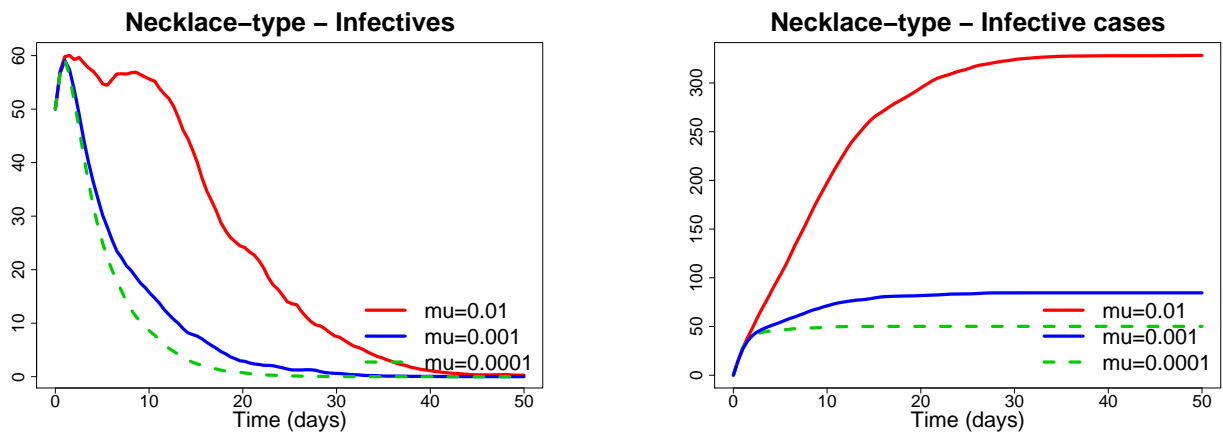 Necklace−type − Infectives
60
50
40
30
20
10
0
0 10 20 30 40 50
Time (days)
mu=0.01
mu=0.001
mu=0.0001
Necklace−type − Infective cases
300
250
200
150
100
50
0
0 10 20 30 40 50
Time (days)
mu=0.01
mu=0.001
mu=0.0001